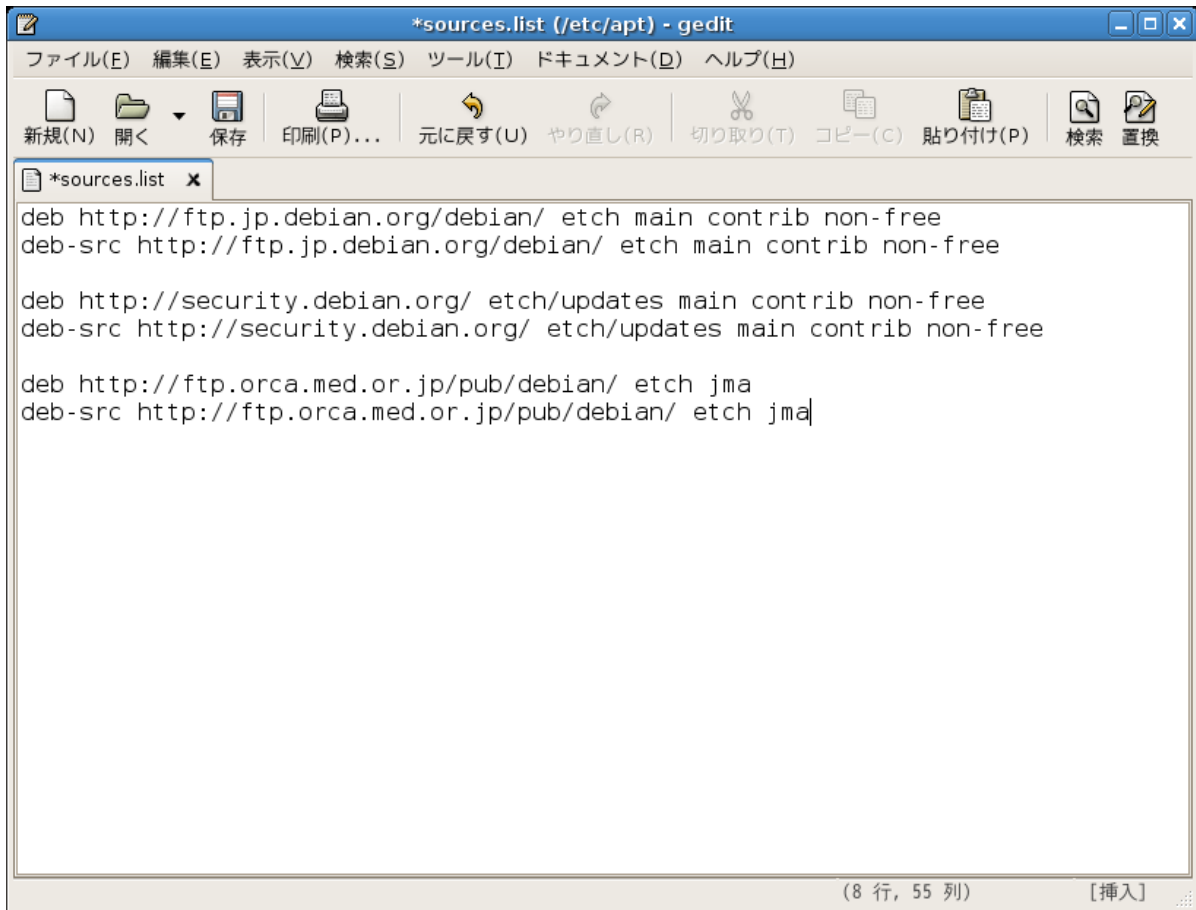 *sources.list (/etc/apt) - gedit
ファイル(F) 編集(E) 表示(V) 検索(S) ツール(T) ドキュメント(D) ヘルプ(H)
新規(N) 開く 保存 印刷(P)... 元に戻す(U) やり直し(R) 切り取り(T) コピー(C) 貼り付け(P) 検索 置換
*sources.list
deb http://ftp.jp.debian.org/debian/ etch main contrib non-free
deb-src http://ftp.jp.debian.org/debian/ etch main contrib non-free
deb http://security.debian.org/ etch/updates main contrib non-free
deb-src http://security.debian.org/ etch/updates main contrib non-free
deb http://ftp.orca.med.or.jp/pub/debian/ etch jma
deb-src http://ftp.orca.med.or.jp/pub/debian/ etch jma
(8 行, 55 列) [挿入]